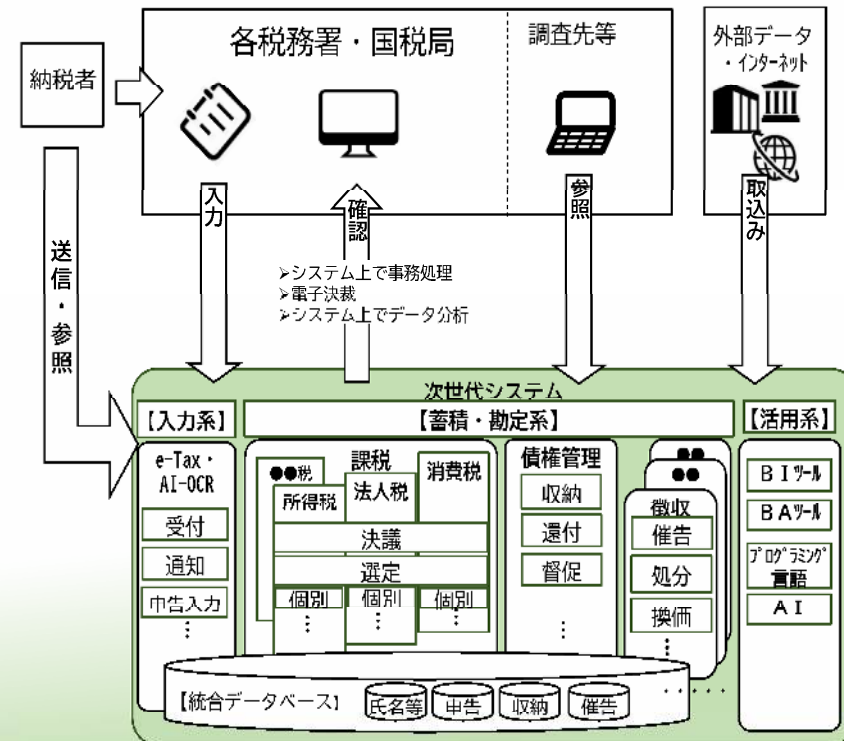 納税者
各税務署・国税局
調査先等
外部データ
・インターネット
送信・参照
入力
確認
参照
取込み
➢システム上で事務処理
➢電子決裁
➢システム上でデータ分析
次世代システム
【入力系】
【蓄積・勘定系】
【活用系】
e-Tax・
AI-OCR
受付
通知
申告入力
⋮
課税
●●税
所得税
法人税
消費税
決議
選定
個別
個別
個別
⋮
⋮
⋮
債権管理
収納
還付
督促
⋮
●●
●●
徴収
催告
処分
換価
⋮
‥‥‥
BIツール
BAツール
プログラミング
言語
AI
【統合データベース】
氏名等
申告
収納
催告